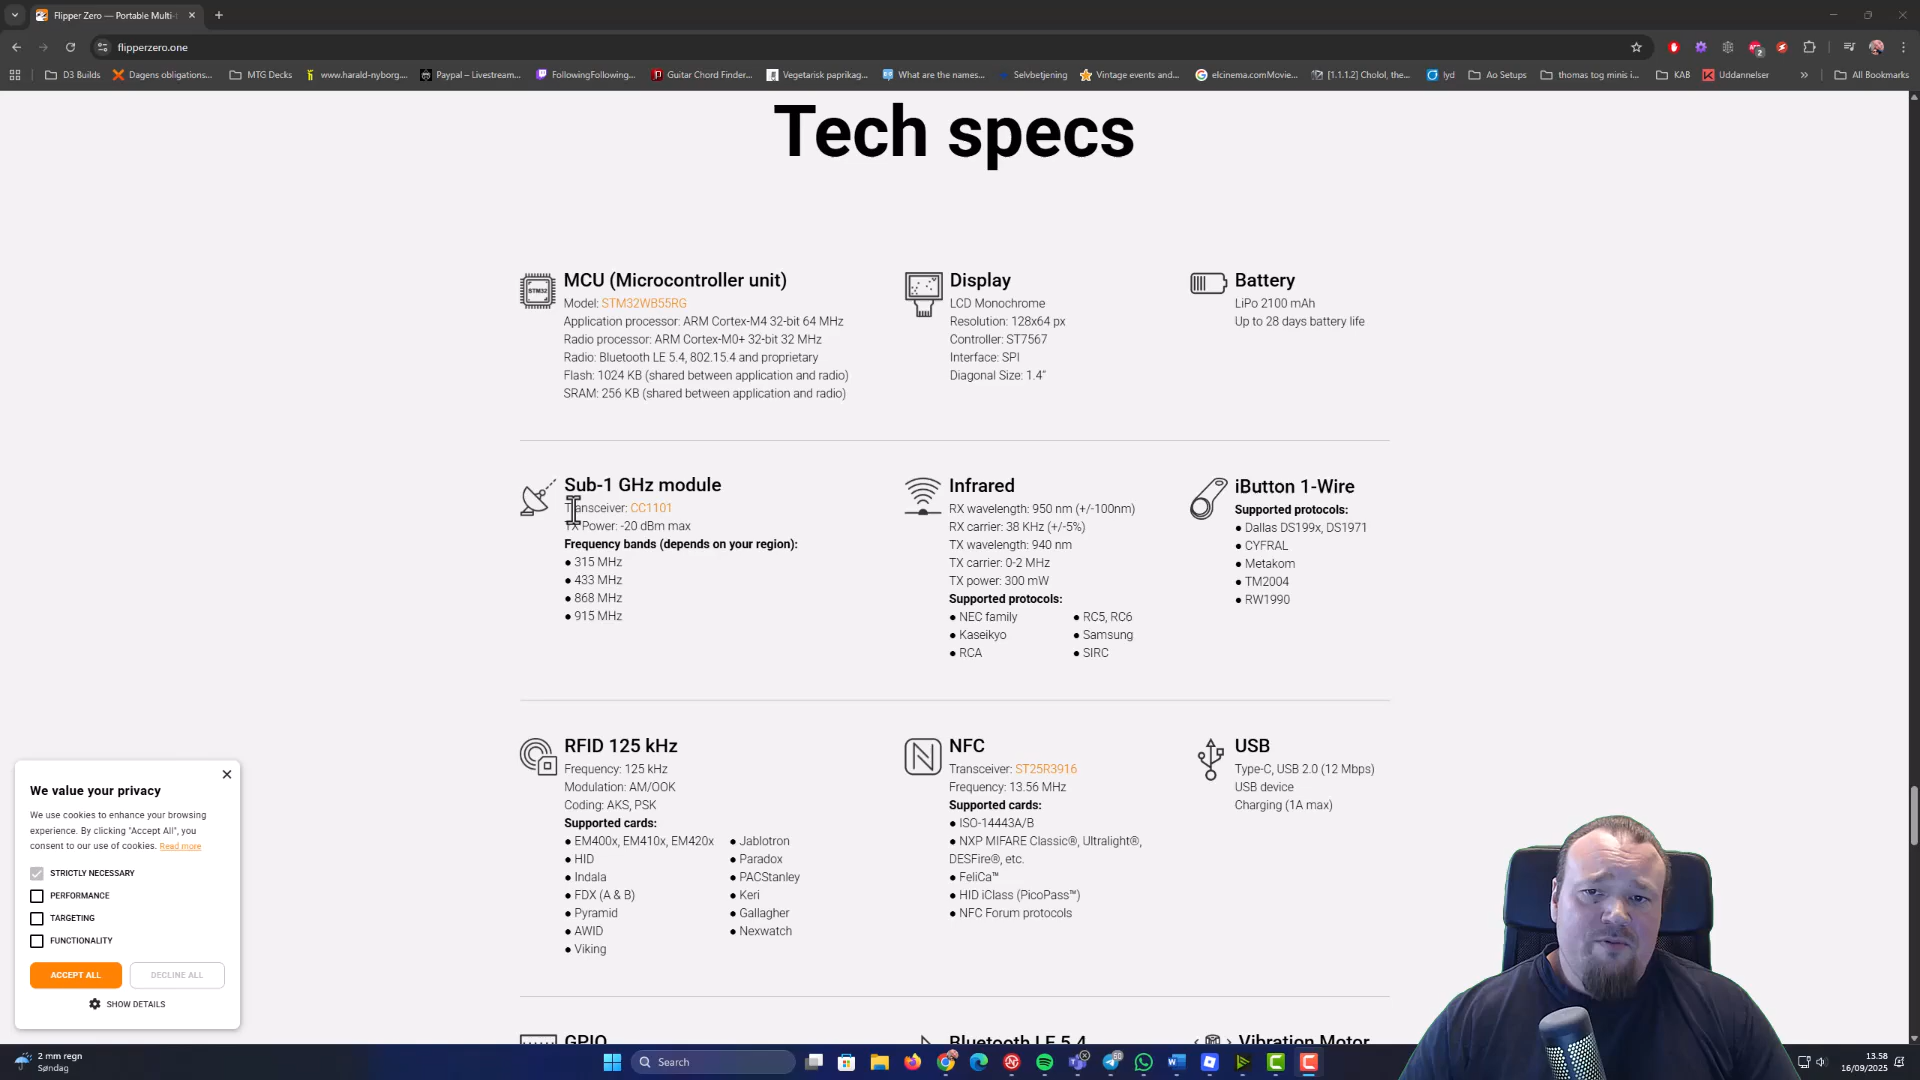 Flipper Zero — Portable Multi-
flipperzero.one
D3 Builds
Dagens obligations...
MTG Decks
www.harald-nyborg....
Paypal – Livestream...
FollowingFollowing...
Guitar Chord Finder...
Vegetarisk paprikag...
What are the names...
Selvbetjening
Vintage events and...
elcinema.comMovie...
[1.1.1.2] Cholol, the...
lyd
Ao Setups
thomas tog minis i...
KAB
Uddannelser
All Bookmarks
Tech specs
MCU (Microcontroller unit)
Model: STM32WB55RG
Application processor: ARM Cortex-M4 32-bit 64 MHz
Radio processor: ARM Cortex-M0+ 32-bit 32 MHz
Radio: Bluetooth LE 5.4, 802.15.4 and proprietary
Flash: 1024 KB (shared between application and radio)
SRAM: 256 KB (shared between application and radio)
Display
LCD Monochrome
Resolution: 128x64 px
Controller: ST7567
Interface: SPI
Diagonal Size: 1.4"
Battery
LiPo 2100 mAh
Up to 28 days battery life
Sub-1 GHz module
Transceiver: CC1101
TX Power: -20 dBm max
Frequency bands (depends on your region):
● 315 MHz
● 433 MHz
● 868 MHz
● 915 MHz
Infrared
RX wavelength: 950 nm (+/-100nm)
RX carrier: 38 KHz (+/-5%)
TX wavelength: 940 nm
TX carrier: 0-2 MHz
TX power: 300 mW
Supported protocols:
● NEC family
● Kaseikyo
● RCA
● RC5, RC6
● Samsung
● SIRC
iButton 1-Wire
Supported protocols:
● Dallas DS199x, DS1971
● CYFRAL
● Metakom
● TM2004
● RW1990
RFID 125 kHz
Frequency: 125 kHz
Modulation: AM/OOK
Coding: AKS, PSK
Supported cards:
● EM400x, EM410x, EM420x
● HID
● Indala
● FDX (A & B)
● Pyramid
● AWID
● Viking
● Jablotron
● Paradox
● PACStanley
● Keri
● Gallagher
● Nexwatch
NFC
Transceiver: ST25R3916
Frequency: 13.56 MHz
Supported cards:
● ISO-14443A/B
● NXP MIFARE Classic®, Ultralight®,
DESFire®, etc.
● FeliCa™
● HID iClass (PicoPass™)
● NFC Forum protocols
USB
Type-C, USB 2.0 (12 Mbps)
USB device
Charging (1A max)
GPIO
Bluetooth LE 5.4
Vibration Motor
We value your privacy
We use cookies to enhance your browsing
experience. By clicking "Accept All", you
consent to our use of cookies. Read more
STRICTLY NECESSARY
PERFORMANCE
TARGETING
FUNCTIONALITY
ACCEPT ALL
DECLINE ALL
SHOW DETAILS
2 mm regn
Søndag
Search
13.58
16/09/2025